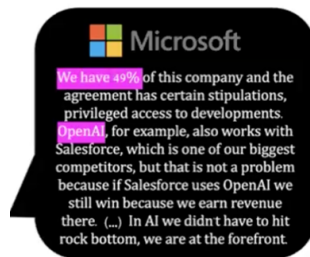 Microsoft
We have 49% of this company and the
agreement has certain stipulations,
privileged access to developments.
OpenAI, for example, also works with
Salesforce, which is one of our biggest
competitors, but that is not a problem
because if Salesforce uses OpenAI we
still win because we earn revenue
there. (...) In AI we didn't have to hit
rock bottom, we are at the forefront.